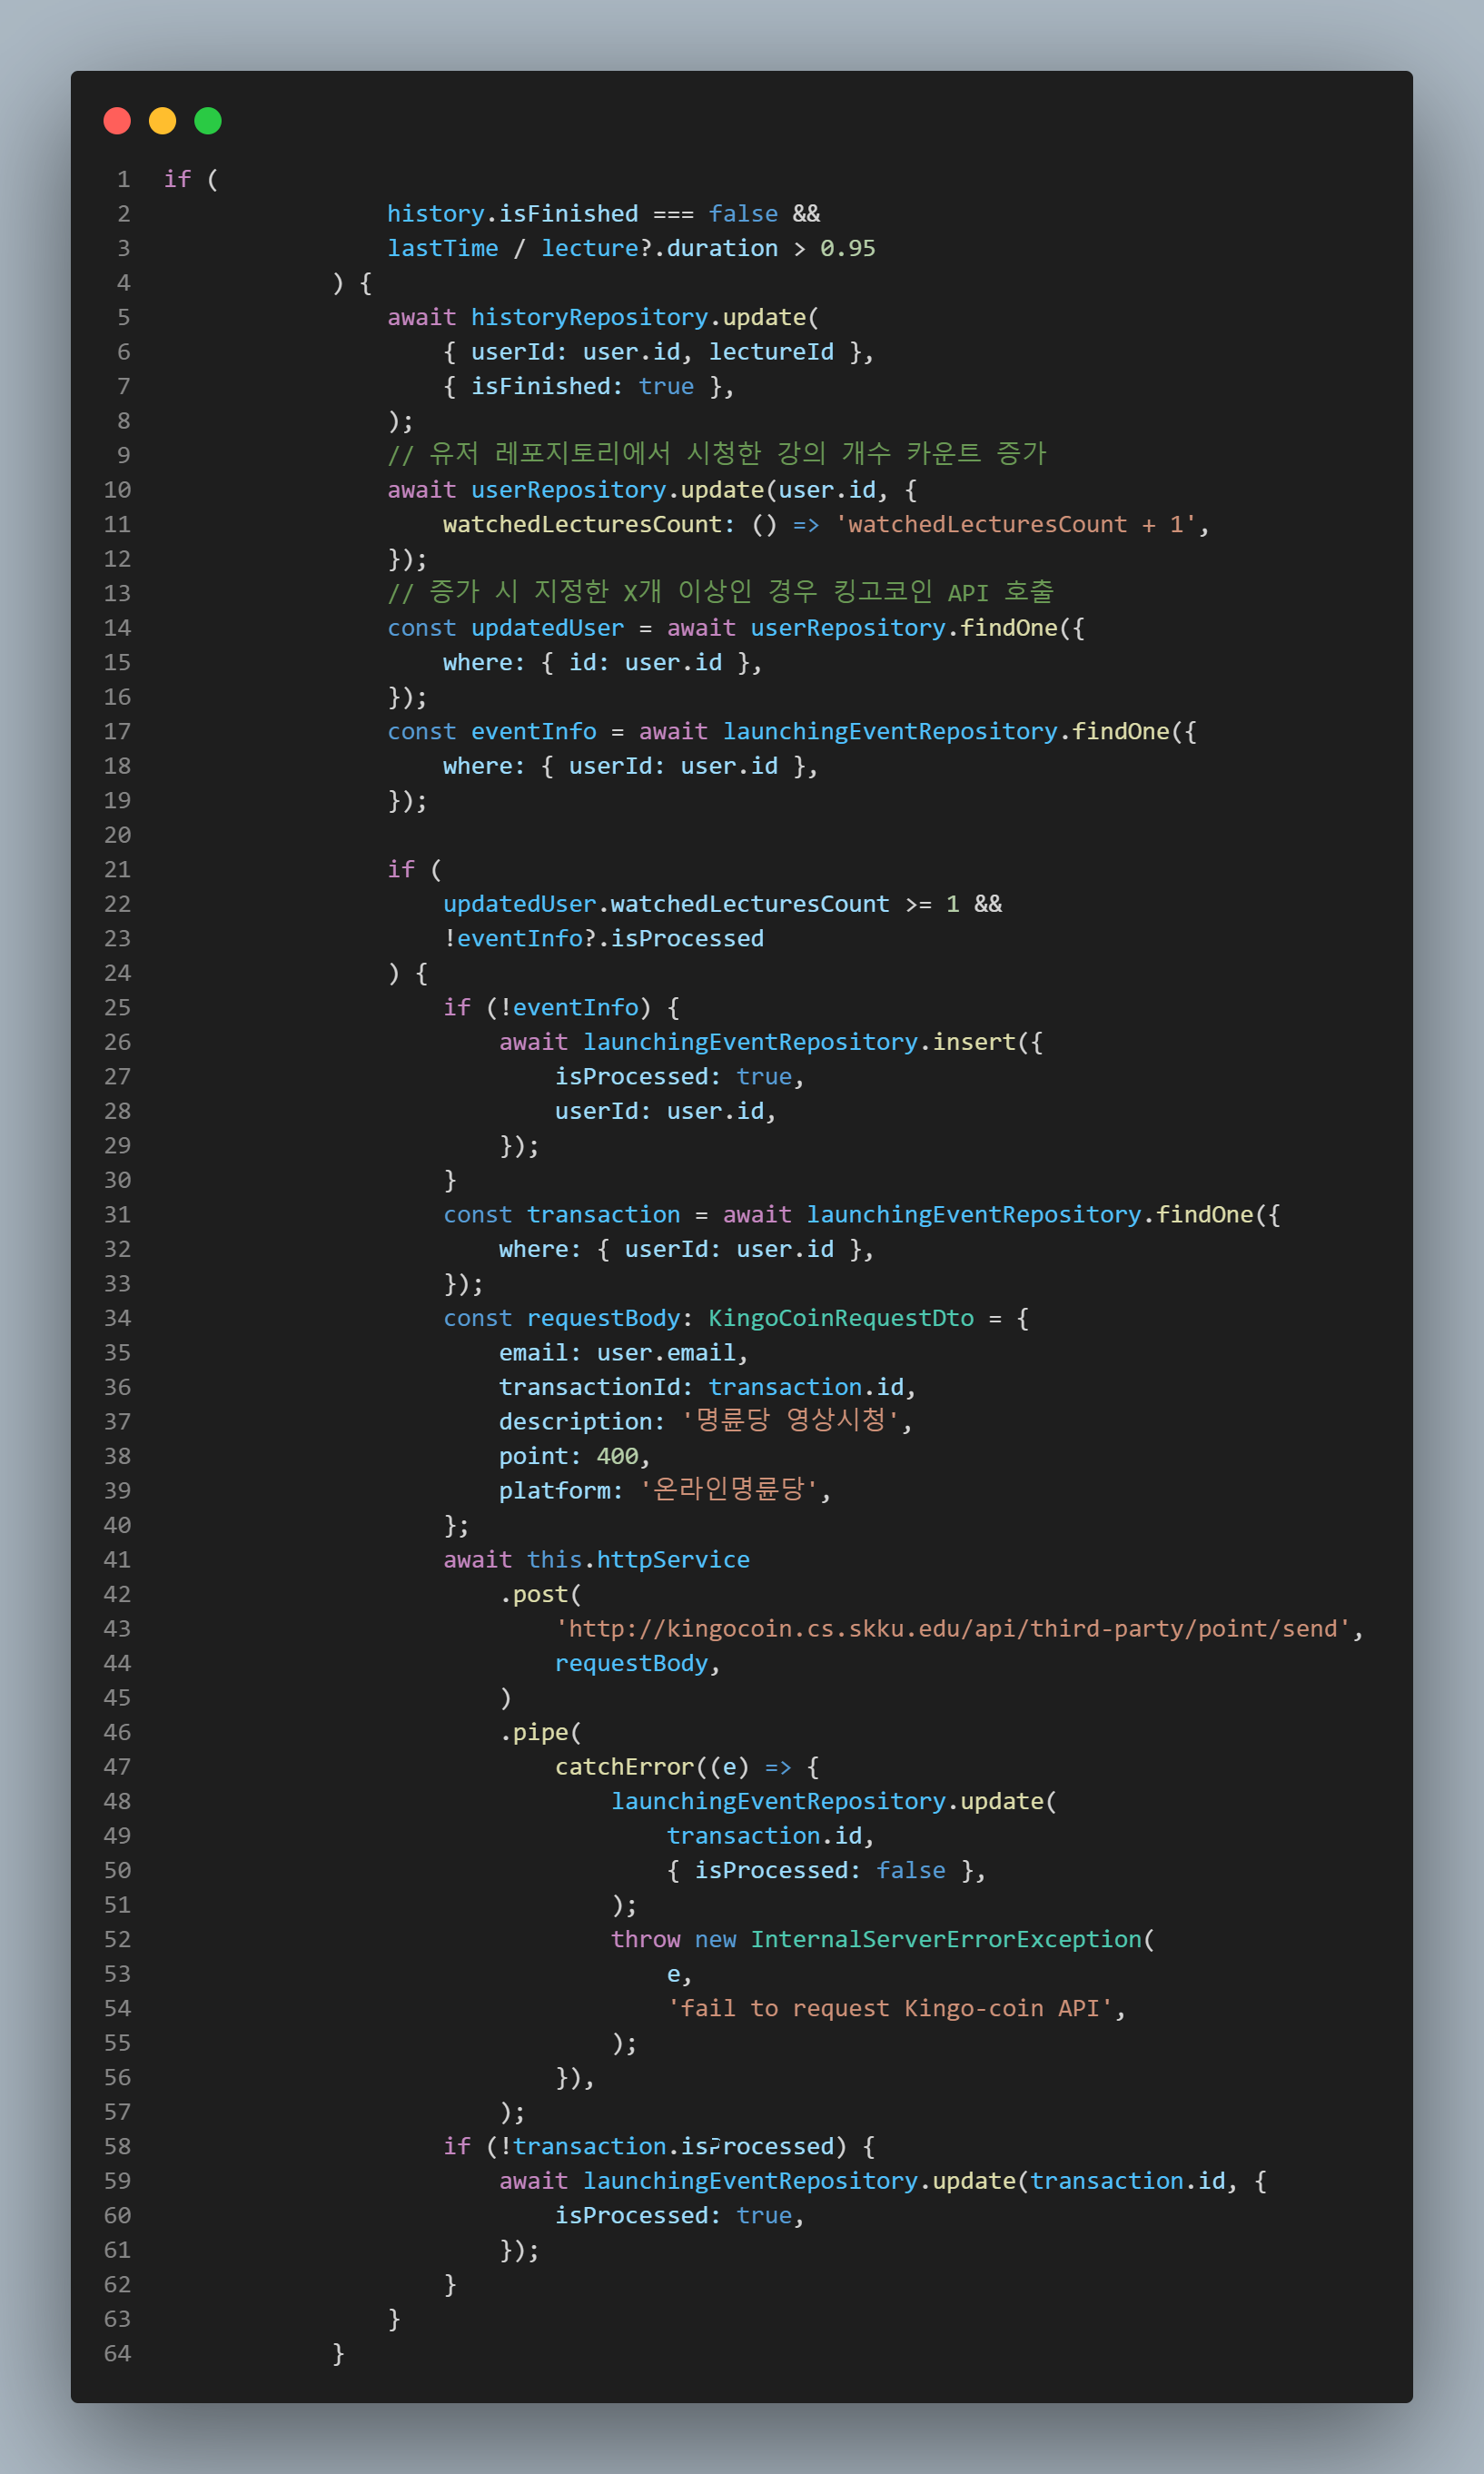 1 if (
2 history.isFinished === false &&
3 lastTime / lecture?.duration > 0.95
4 ) {
5 await historyRepository.update(
6 { userId: user.id, lectureId },
7 { isFinished: true },
8 );
9 // 유저 레포지토리에서 시청한 강의 개수 카운트 증가
10 await userRepository.update(user.id, {
11 watchedLecturesCount: () => 'watchedLecturesCount + 1',
12 });
13 // 증가 시 지정한 X개 이상인 경우 킹고코인 API 호출
14 const updatedUser = await userRepository.findOne({
15 where: { id: user.id },
16 });
17 const eventInfo = await launchingEventRepository.findOne({
18 where: { userId: user.id },
19 });
20
21 if (
22 updatedUser.watchedLecturesCount >= 1 &&
23 !eventInfo?.isProcessed
24 ) {
25 if (!eventInfo) {
26 await launchingEventRepository.insert({
27 isProcessed: true,
28 userId: user.id,
29 });
30 }
31 const transaction = await launchingEventRepository.findOne({
32 where: { userId: user.id },
33 });
34 const requestBody: KingoCoinRequestDto = {
35 email: user.email,
36 transactionId: transaction.id,
37 description: '명륜당 영상시청',
38 point: 400,
39 platform: '온라인명륜당',
40 };
41 await this.httpService
42 .post(
43 'http://kingocoin.cs.skku.edu/api/third-party/point/send',
44 requestBody,
45 )
46 .pipe(
47 catchError((e) => {
48 launchingEventRepository.update(
49 transaction.id,
50 { isProcessed: false },
51 );
52 throw new InternalServerErrorException(
53 e,
54 'fail to request Kingo-coin API',
55 );
56 }),
57 );
58 if (!transaction.isProcessed) {
59 await launchingEventRepository.update(transaction.id, {
60 isProcessed: true,
61 });
62 }
63 }
64 }